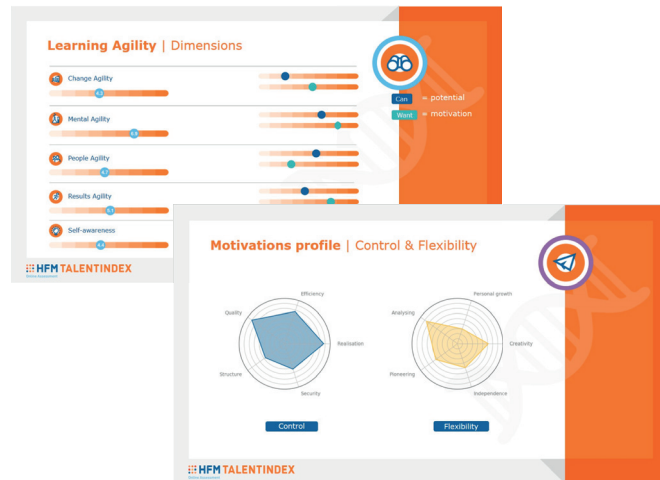 Learning Agility | Dimensions
Change Agility
Can = potential
Want = motivation
Mental Agility
People Agility
Results Agility
Self-awareness
HFM TALENTINDEX
Motivations profile | Control & Flexibility
Efficiency
Quality
Realisation
Structure
Security
Control
Personal growth
Analysing
Creativity
Pioneering
Independence
Flexibility
HFM TALENTINDEX